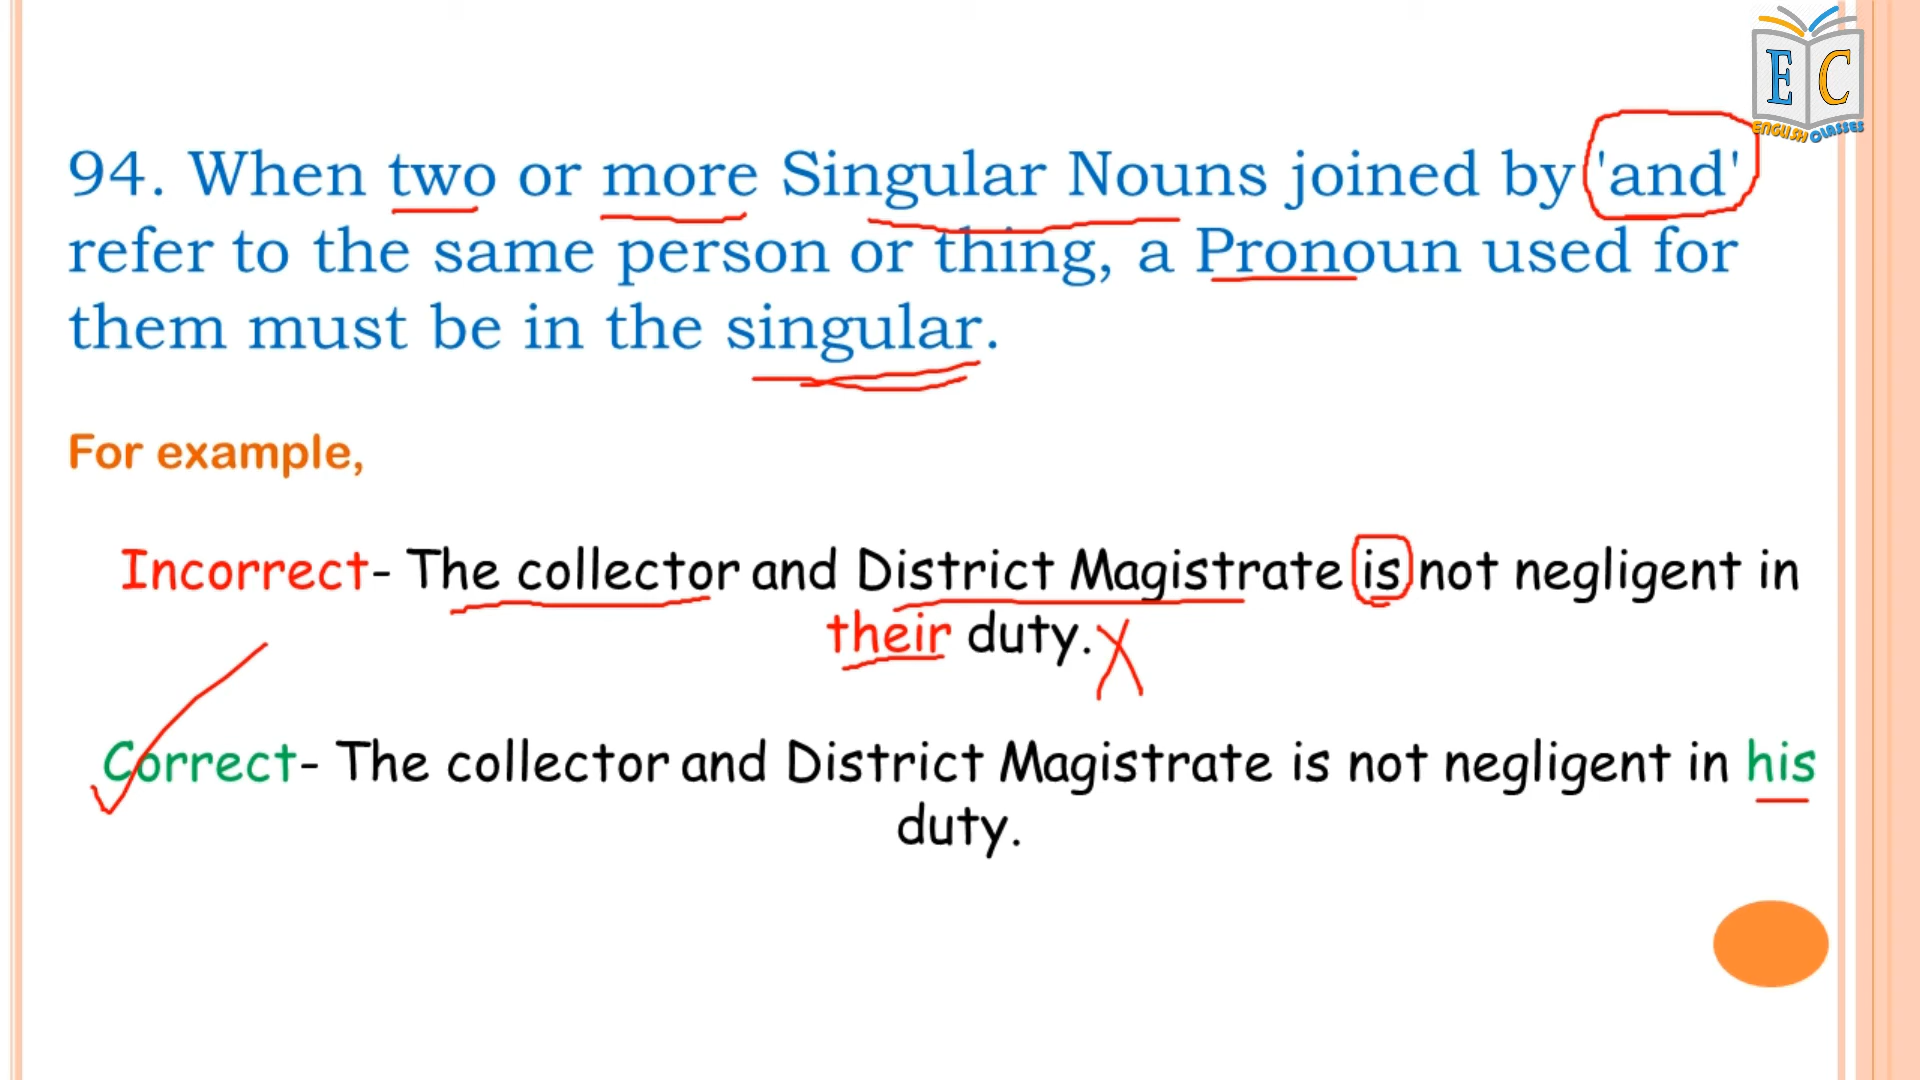 E C
ENGLISH CLASSES
94. When two or more Singular Nouns joined by 'and'
refer to the same person or thing, a Pronoun used for
them must be in the singular.
For example,
Incorrect- The collector and District Magistrate is not negligent in
their duty.
Correct- The collector and District Magistrate is not negligent in his
duty.